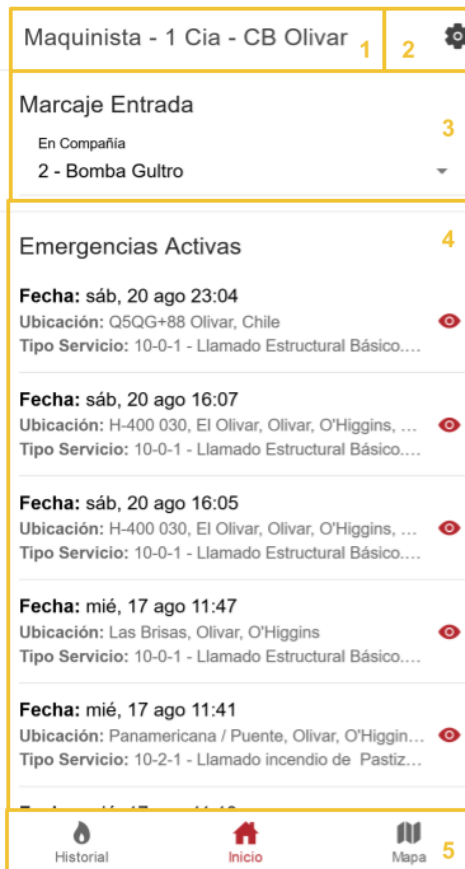 Maquinista - 1 Cia - CB Olivar 1 2
Marcaje Entrada
3
En Compañía
2 - Bomba Gultro
Emergencias Activas 4
Fecha: sáb, 20 ago 23:04
Ubicación: Q5QG+88 Olivar, Chile
Tipo Servicio: 10-0-1 - Llamado Estructural Básico....
Fecha: sáb, 20 ago 16:07
Ubicación: H-400 030, El Olivar, Olivar, O'Higgins, ...
Tipo Servicio: 10-0-1 - Llamado Estructural Básico....
Fecha: sáb, 20 ago 16:05
Ubicación: H-400 030, El Olivar, Olivar, O'Higgins, ...
Tipo Servicio: 10-0-1 - Llamado Estructural Básico....
Fecha: mié, 17 ago 11:47
Ubicación: Las Brisas, Olivar, O'Higgins
Tipo Servicio: 10-0-1 - Llamado Estructural Básico....
Fecha: mié, 17 ago 11:41
Ubicación: Panamericana / Puente, Olivar, O'Higgin...
Tipo Servicio: 10-2-1 - Llamado incendio de Pastiz...
Historial Inicio Mapa 5